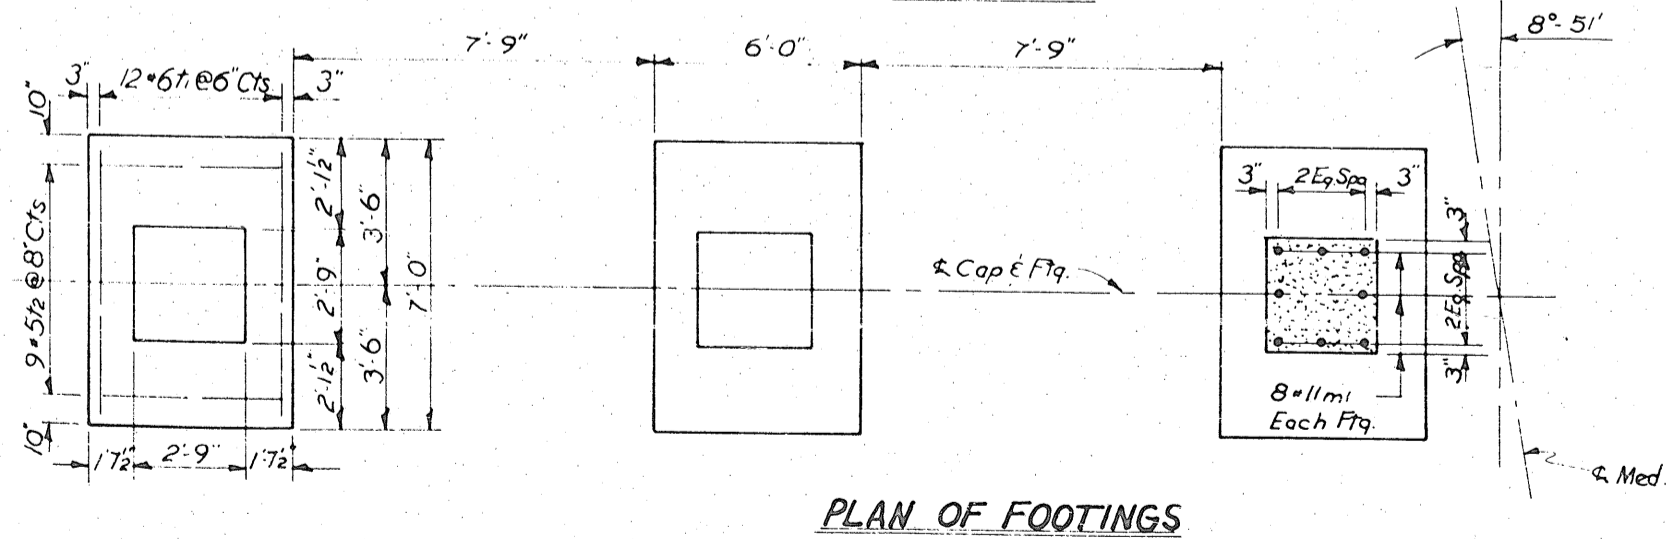 8°-51'
7'-9"
6'-0"
7'-9"
3"
12 #6t1 @ 6" Cts.
3"
10"
9 #5t2 @ 8" Cts
10"
2'-1½"
2'-9"
2'-1½"
3'-6"
3'-6"
7'-0"
1'7½"
2'-9"
1'-7½"
℄ Cap & Ftg.
3"
2 Eq. Spa
3"
3"
2 Eq. Spa
3"
8 #11m1
Each Ftg.
℄ Med.
PLAN OF FOOTINGS